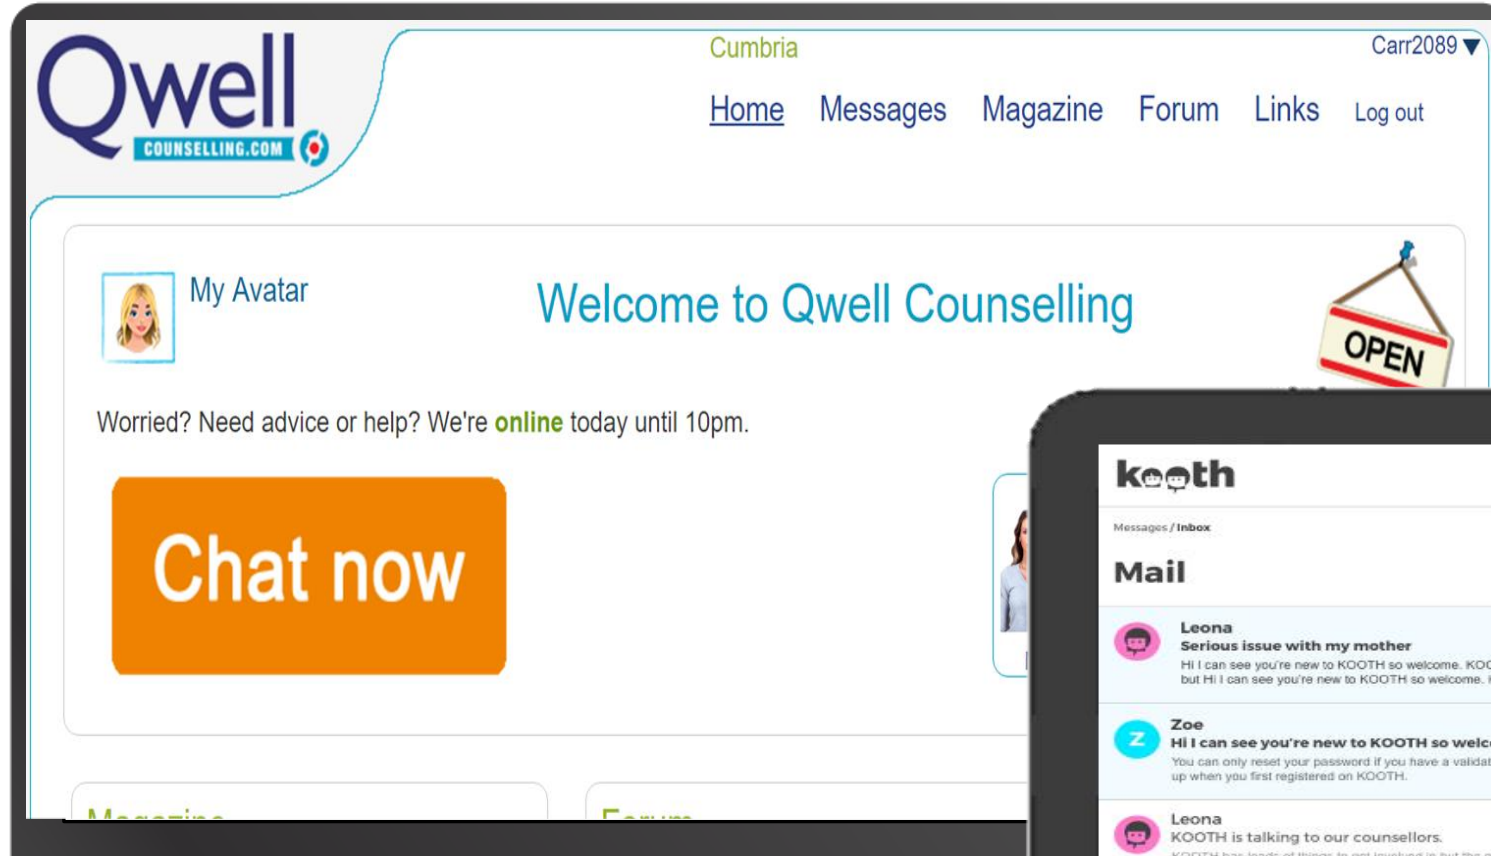 Qwell
COUNSELLING.COM
Cumbria
Carr2089
Home Messages Magazine Forum Links Log out
My Avatar
Welcome to Qwell Counselling
OPEN
Worried? Need advice or help? We're online today until 10pm.
Chat now
Magazine
Forum
kooth
Messages / Inbox
Mail
Leona
Serious issue with my mother
Hi I can see you're new to KOOTH so welcome.
but Hi I can see you're new to KOOTH so welcome.
Zoe
Hi I can see you're new to KOOTH so
You can only reset your password if you have a
up when you first registered on KOOTH.
Leona
KOOTH is talking to our counsellors.